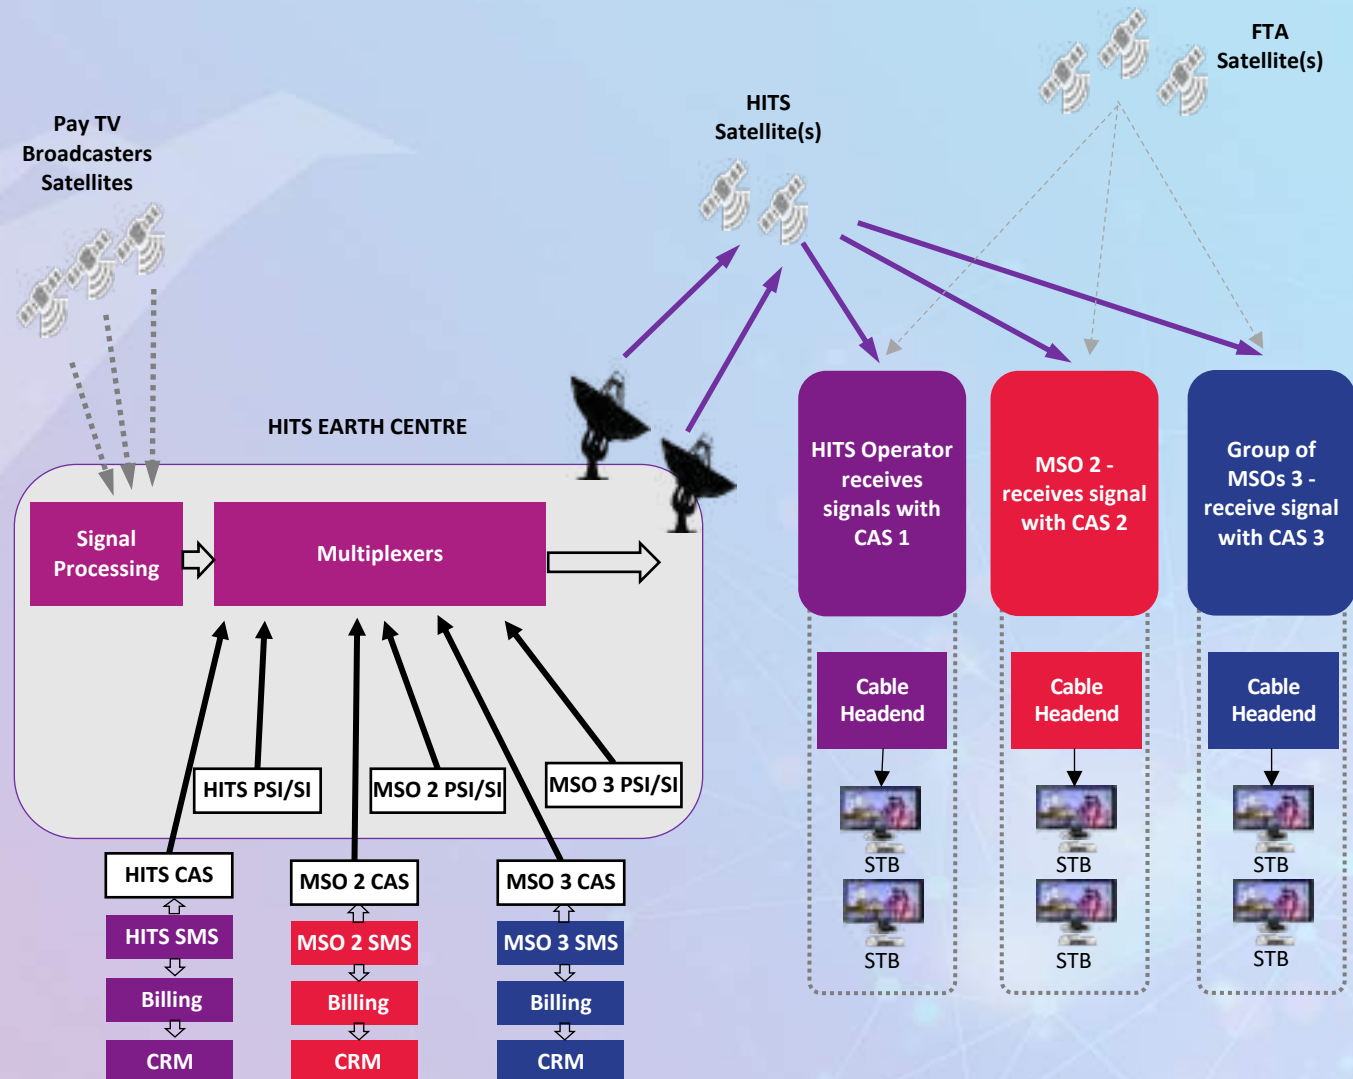 FTA
Satellite(s)
HITS
Satellite(s)
Pay TV
Broadcasters
Satellites
HITS EARTH CENTRE
Signal
Processing
Multiplexers
HITS Operator
receives
signals with
CAS 1
MSO 2 -
receives signal
with CAS 2
Group of
MSOs 3 -
receive signal
with CAS 3
Cable
Headend
Cable
Headend
Cable
Headend
HITS PSI/SI
MSO 2 PSI/SI
MSO 3 PSI/SI
STB
STB
STB
HITS CAS
MSO 2 CAS
MSO 3 CAS
HITS SMS
MSO 2 SMS
MSO 3 SMS
STB
STB
STB
Billing
Billing
Billing
CRM
CRM
CRM